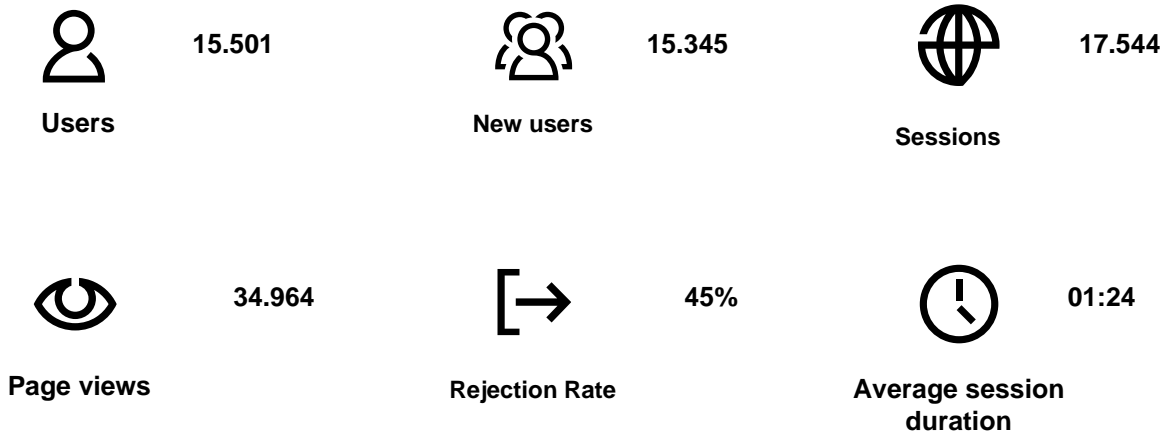 15.501
Users
15.345
New users
17.544
Sessions
34.964
Page views
45%
Rejection Rate
01:24
Average session
duration